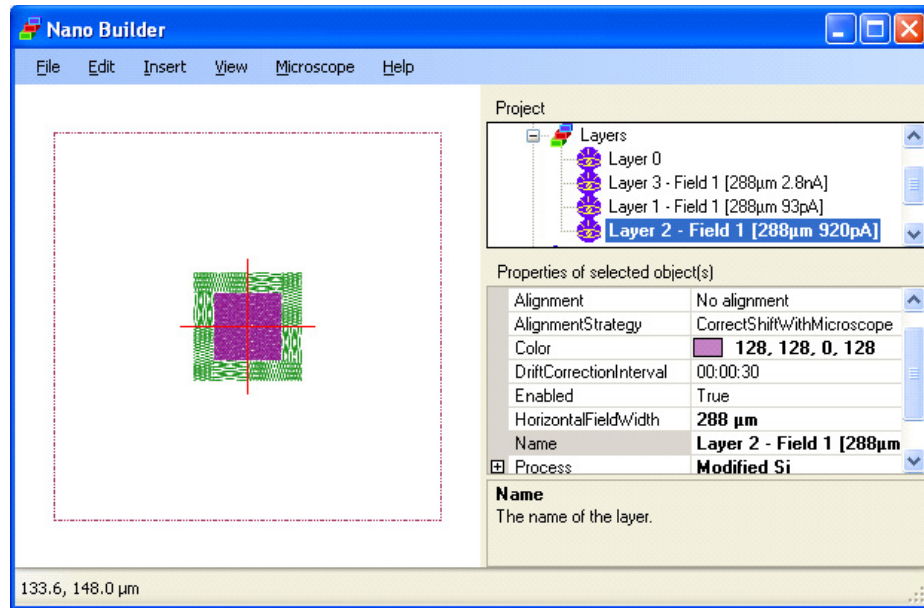 Nano Builder
File Edit Insert View Microscope Help
Project
Layers
Layer 0
Layer 3 - Field 1 [288µm 2.8nA]
Layer 1 - Field 1 [288µm 93pA]
Layer 2 - Field 1 [288µm 920pA]
Properties of selected object(s)
Alignment No alignment
AlignmentStrategy CorrectShiftWithMicroscope
Color 128, 128, 0, 128
DriftCorrectionInterval 00:00:30
Enabled True
HorizontalFieldWidth 288 µm
Name Layer 2 - Field 1 [288µm
Process Modified Si
Name
The name of the layer.
133.6, 148.0 µm